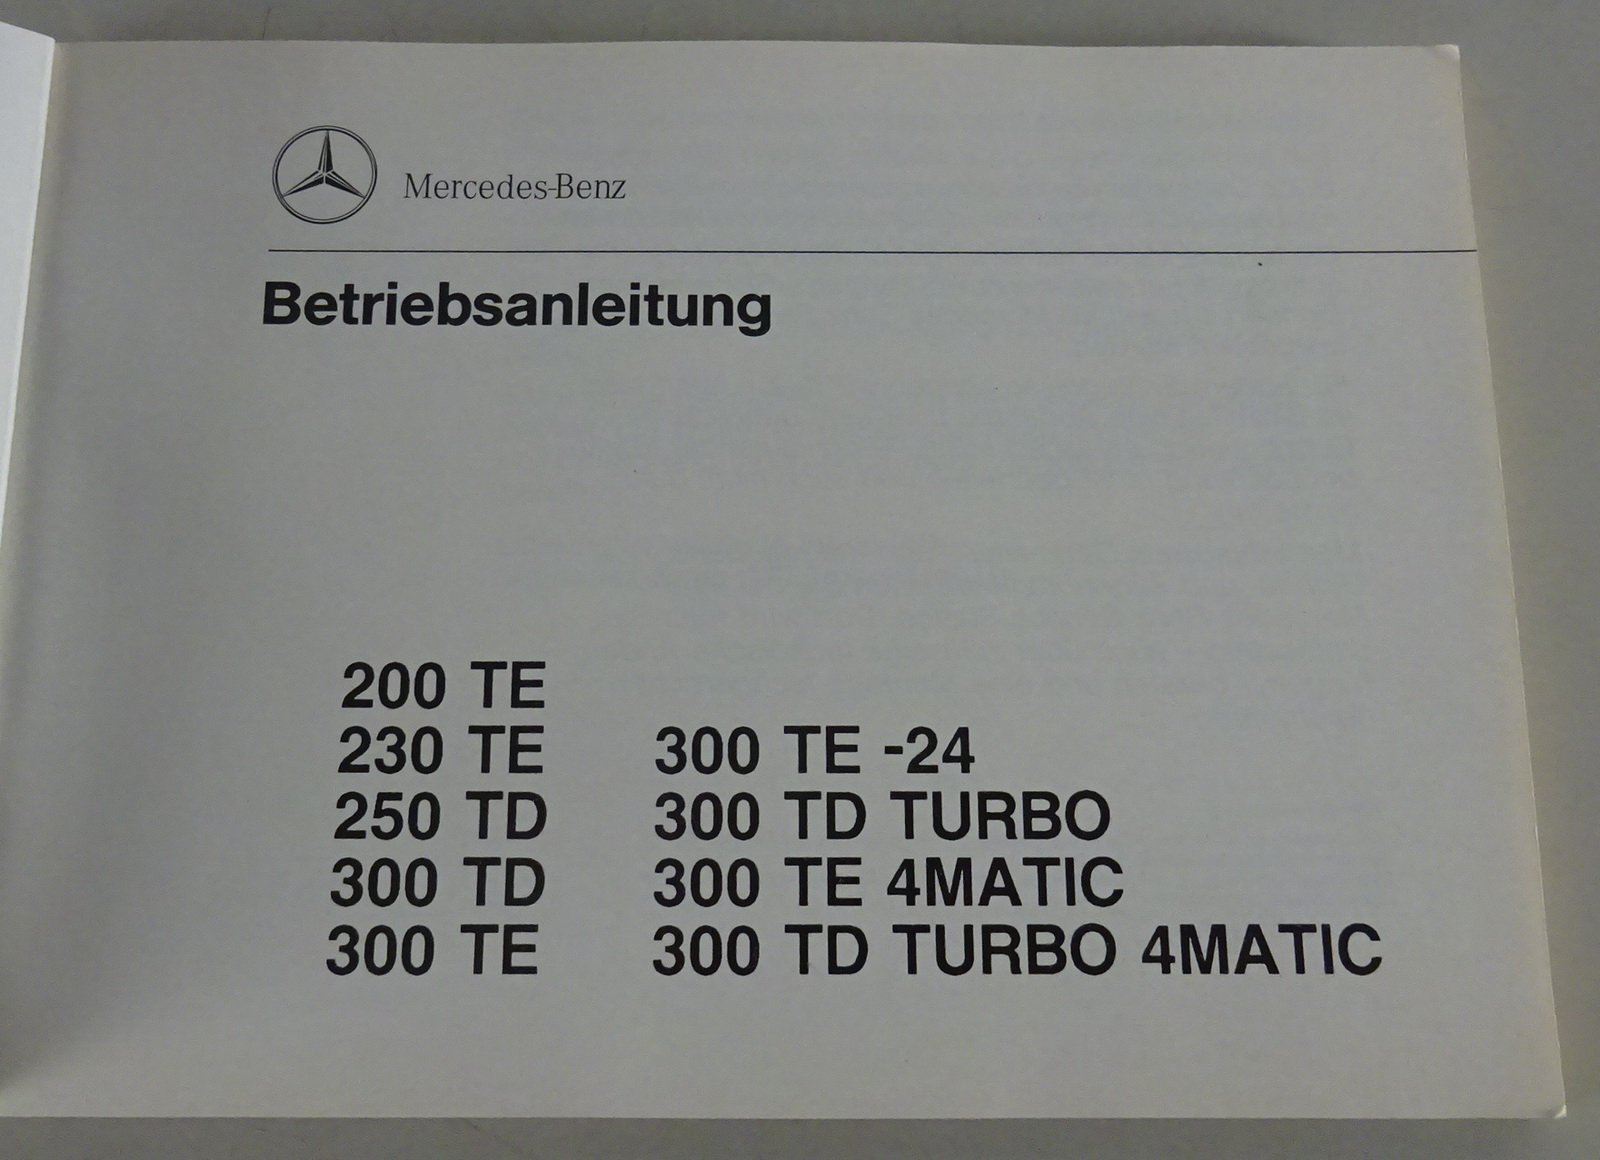 Mercedes-Benz
Betriebsanleitung
200 TE
230 TE
250 TD
300 TD
300 TE
300 TE -24
300 TD TURBO
300 TE 4MATIC
300 TD TURBO 4MATIC